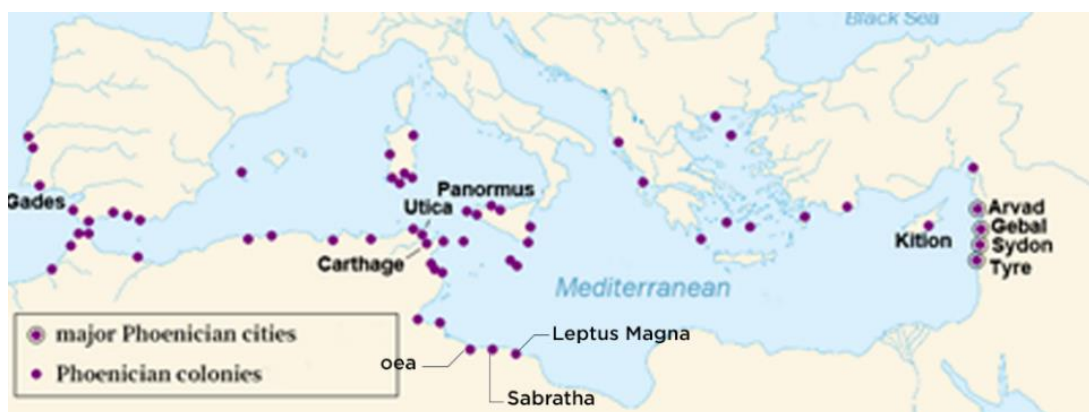 Black Sea
Gades
Panormus
Utica
Carthage
Kition
Arvad
Gebal
Sydon
Tyre
Mediterranean
major Phoenician cities
Phoenician colonies
oea
Leptus Magna
Sabratha